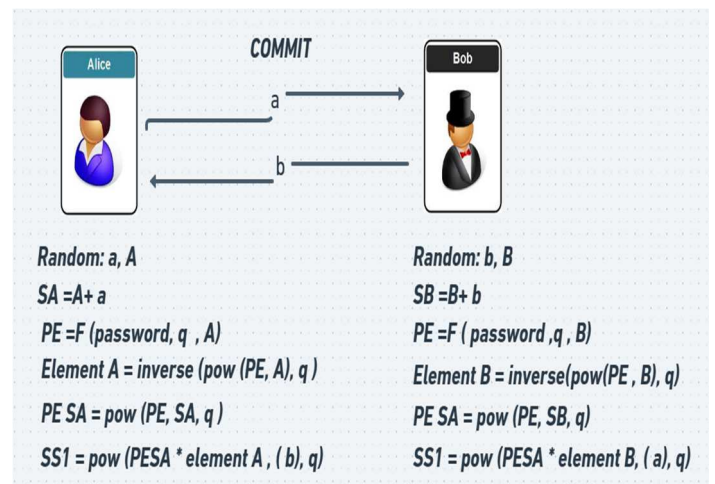 COMMIT
Alice
Bob
a
b
Random: a, A
SA =A+ a
PE =F (password, q , A)
Element A = inverse (pow (PE, A), q )
PE SA = pow (PE, SA, q )
SS1 = pow (PESA * element A , ( b), q)
Random: b, B
SB =B+ b
PE =F ( password ,q , B)
Element B = inverse(pow(PE , B), q)
PE SA = pow (PE, SB, q)
SS1 = pow (PESA * element B, ( a), q)